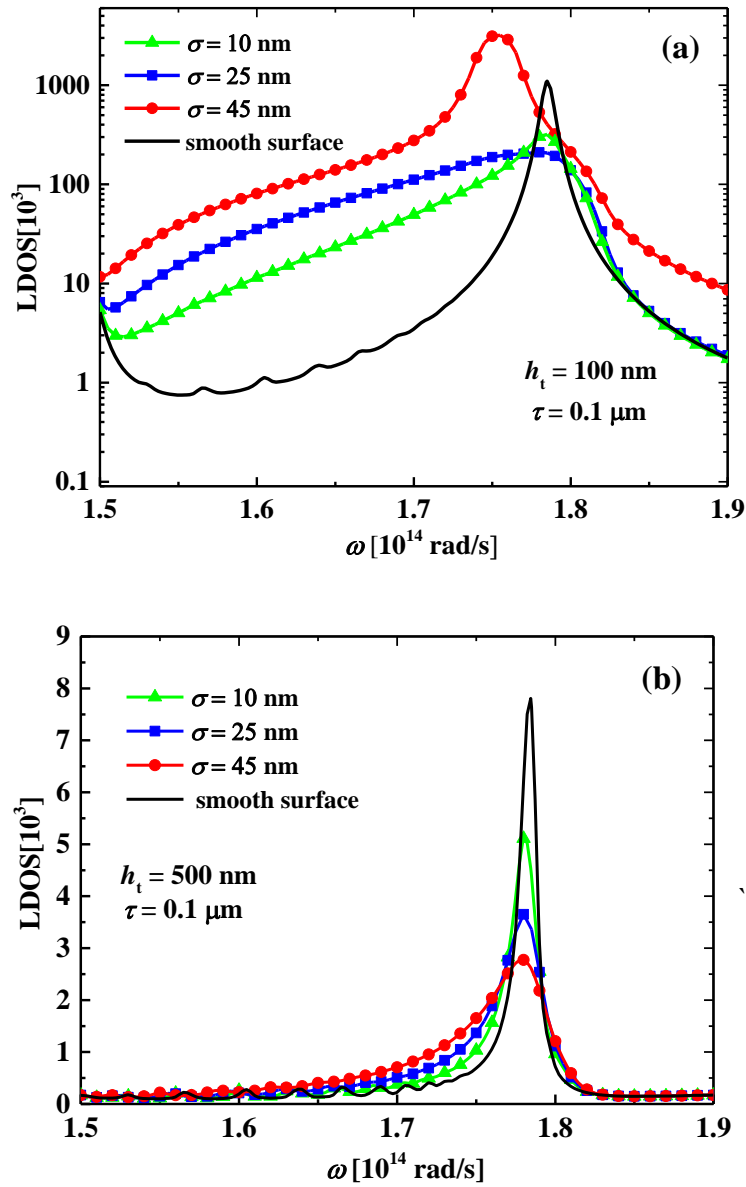 (a)
σ = 10 nm
σ = 25 nm
σ = 45 nm
smooth surface
1000
100
10
1
0.1
LDOS[10³]
hₜ = 100 nm
τ = 0.1 μm
1.5 1.6 1.7 1.8 1.9
ω [10¹⁴ rad/s]
(b)
σ = 10 nm
σ = 25 nm
σ = 45 nm
smooth surface
9
8
7
6
5
4
3
2
1
0
LDOS[10³]
hₜ = 500 nm
τ = 0.1 μm
`
1.5 1.6 1.7 1.8 1.9
ω [10¹⁴ rad/s]